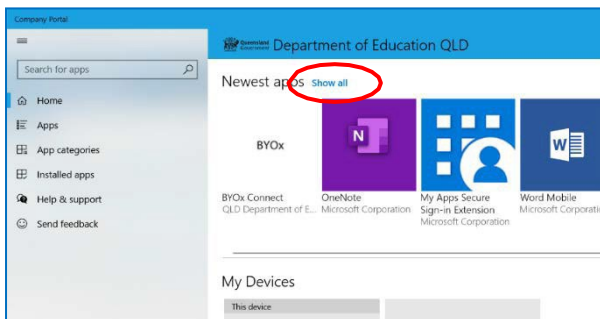 Company Portal
Search for apps
Home
Apps
App categories
Installed apps
Help & support
Send feedback
Queensland
Government
Department of Education QLD
Newest apps Show all
BYOx
N
W
BYOx Connect
QLD Department of E...
OneNote
Microsoft Corporation
My Apps Secure
Sign-in Extension
Microsoft Corporation
Word Mobile
Microsoft Corporati
My Devices
This device